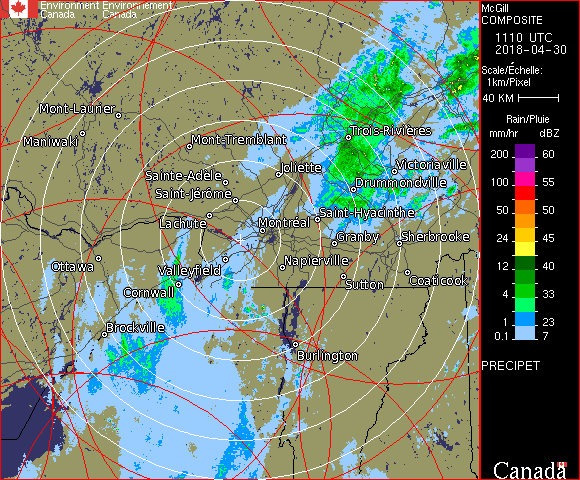 Environment Environnement
Canada Canada
McGill
COMPOSITE
1110 UTC
2018-04-30
Scale/Échelle:
1km/Pixel
40 KM
Rain/Pluie
mm/hr dBZ
200 60
100 55
50 50
24 45
12 40
4 33
1 23
0.1 7
PRECIPET
Canada
Mont-Laurier
Maniwaki
Mont-Tremblant
Trois-Rivières
Joliette
Victoriaville
Sainte-Adèle
Drummondville
Saint-Jérôme
Lachute
Montréal
Saint-Hyacinthe
Granby
Sherbrooke
Ottawa
Valleyfield
Napierville
Sutton
Coaticook
Cornwall
Brockville
Burlington